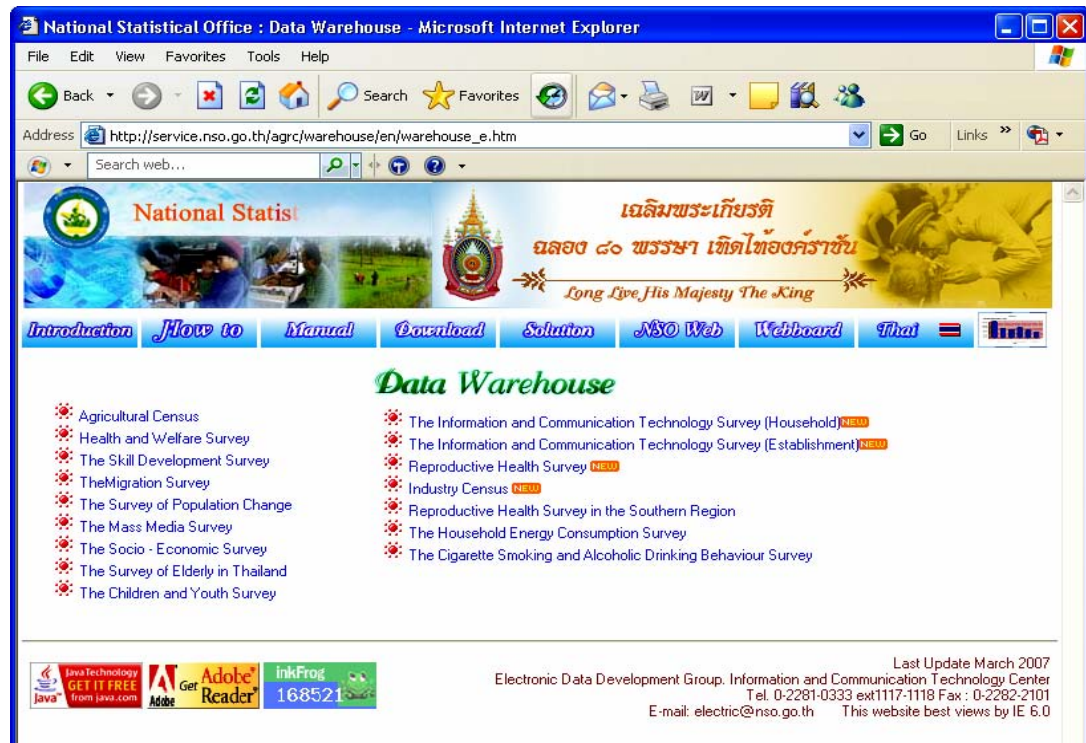 National Statistical Office : Data Warehouse - Microsoft Internet Explorer
File Edit View Favorites Tools Help
Back Search Favorites
Address http://service.nso.go.th/agrc/warehouse/en/warehouse_e.htm Go Links »
Search web...
National Statist
เฉลิมพระเกียรติ
ฉลอง ๘๐ พรรษา เทิดไท้องค์ราชัน
Long Live His Majesty The King
Introduction How to Manual Download Solution NSO Web Webboard Thai
Data Warehouse
Agricultural Census
Health and Welfare Survey
The Skill Development Survey
TheMigration Survey
The Survey of Population Change
The Mass Media Survey
The Socio - Economic Survey
The Survey of Elderly in Thailand
The Children and Youth Survey
The Information and Communication Technology Survey (Household) NEW
The Information and Communication Technology Survey (Establishment) NEW
Reproductive Health Survey NEW
Industry Census NEW
Reproductive Health Survey in the Southern Region
The Household Energy Consumption Survey
The Cigarette Smoking and Alcoholic Drinking Behaviour Survey
Java Technology
GET IT FREE
from java.com
Java
Adobe
Get Adobe Reader
inkFrog
168521
Last Update March 2007
Electronic Data Development Group. Information and Communication Technology Center
Tel. 0-2281-0333 ext1117-1118 Fax : 0-2282-2101
E-mail: electric@nso.go.th This website best views by IE 6.0